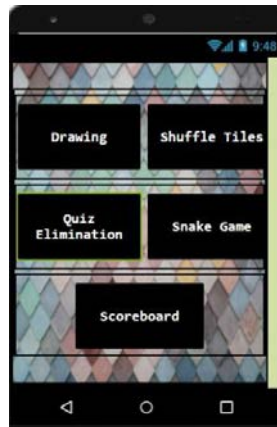 9:48
Drawing
Shuffle Tiles
Quiz
Elimination
Snake Game
Scoreboard